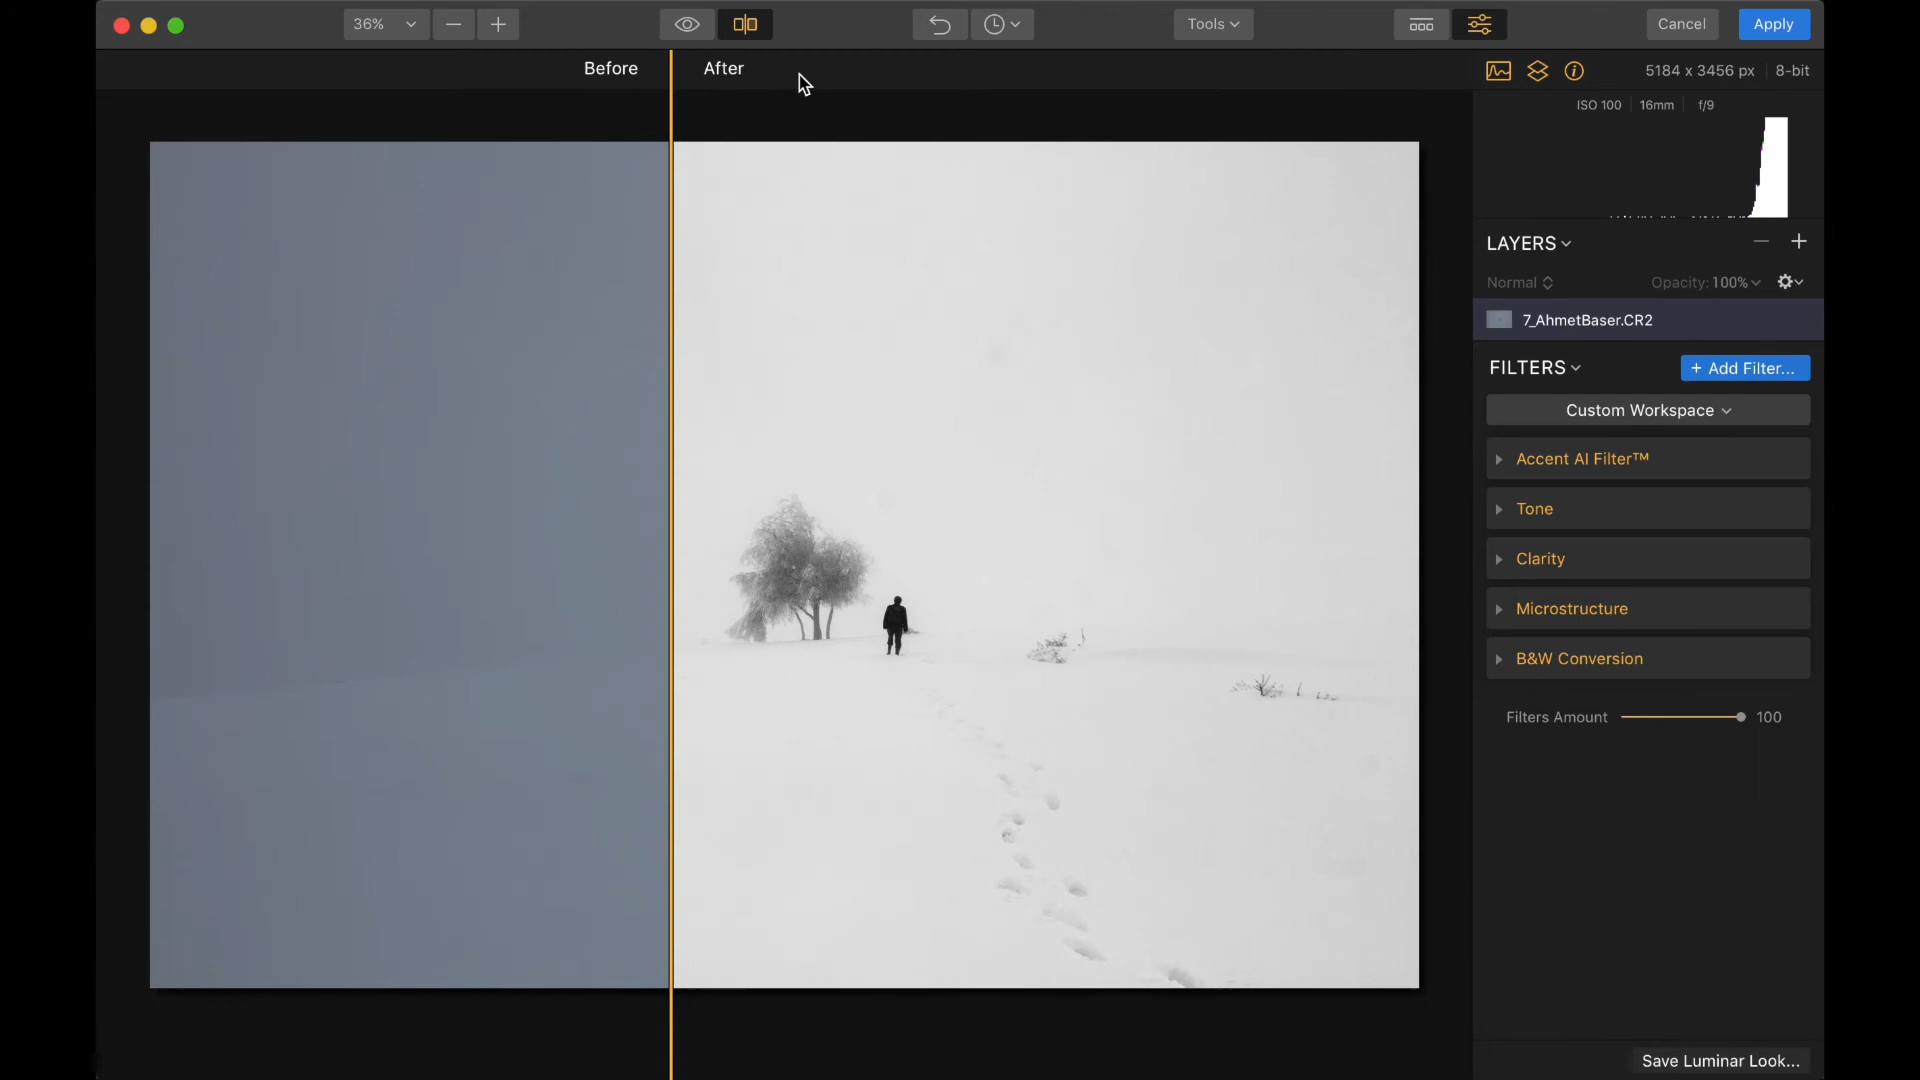 36%
Tools
Cancel
Apply
Before
After
5184 x 3456 px
8-bit
ISO 100
16mm
f/9
LAYERS
Normal
Opacity: 100%
7_AhmetBaser.CR2
FILTERS
+ Add Filter...
Custom Workspace
Accent AI Filter™
Tone
Clarity
Microstructure
B&W Conversion
Filters Amount
100
Save Luminar Look...